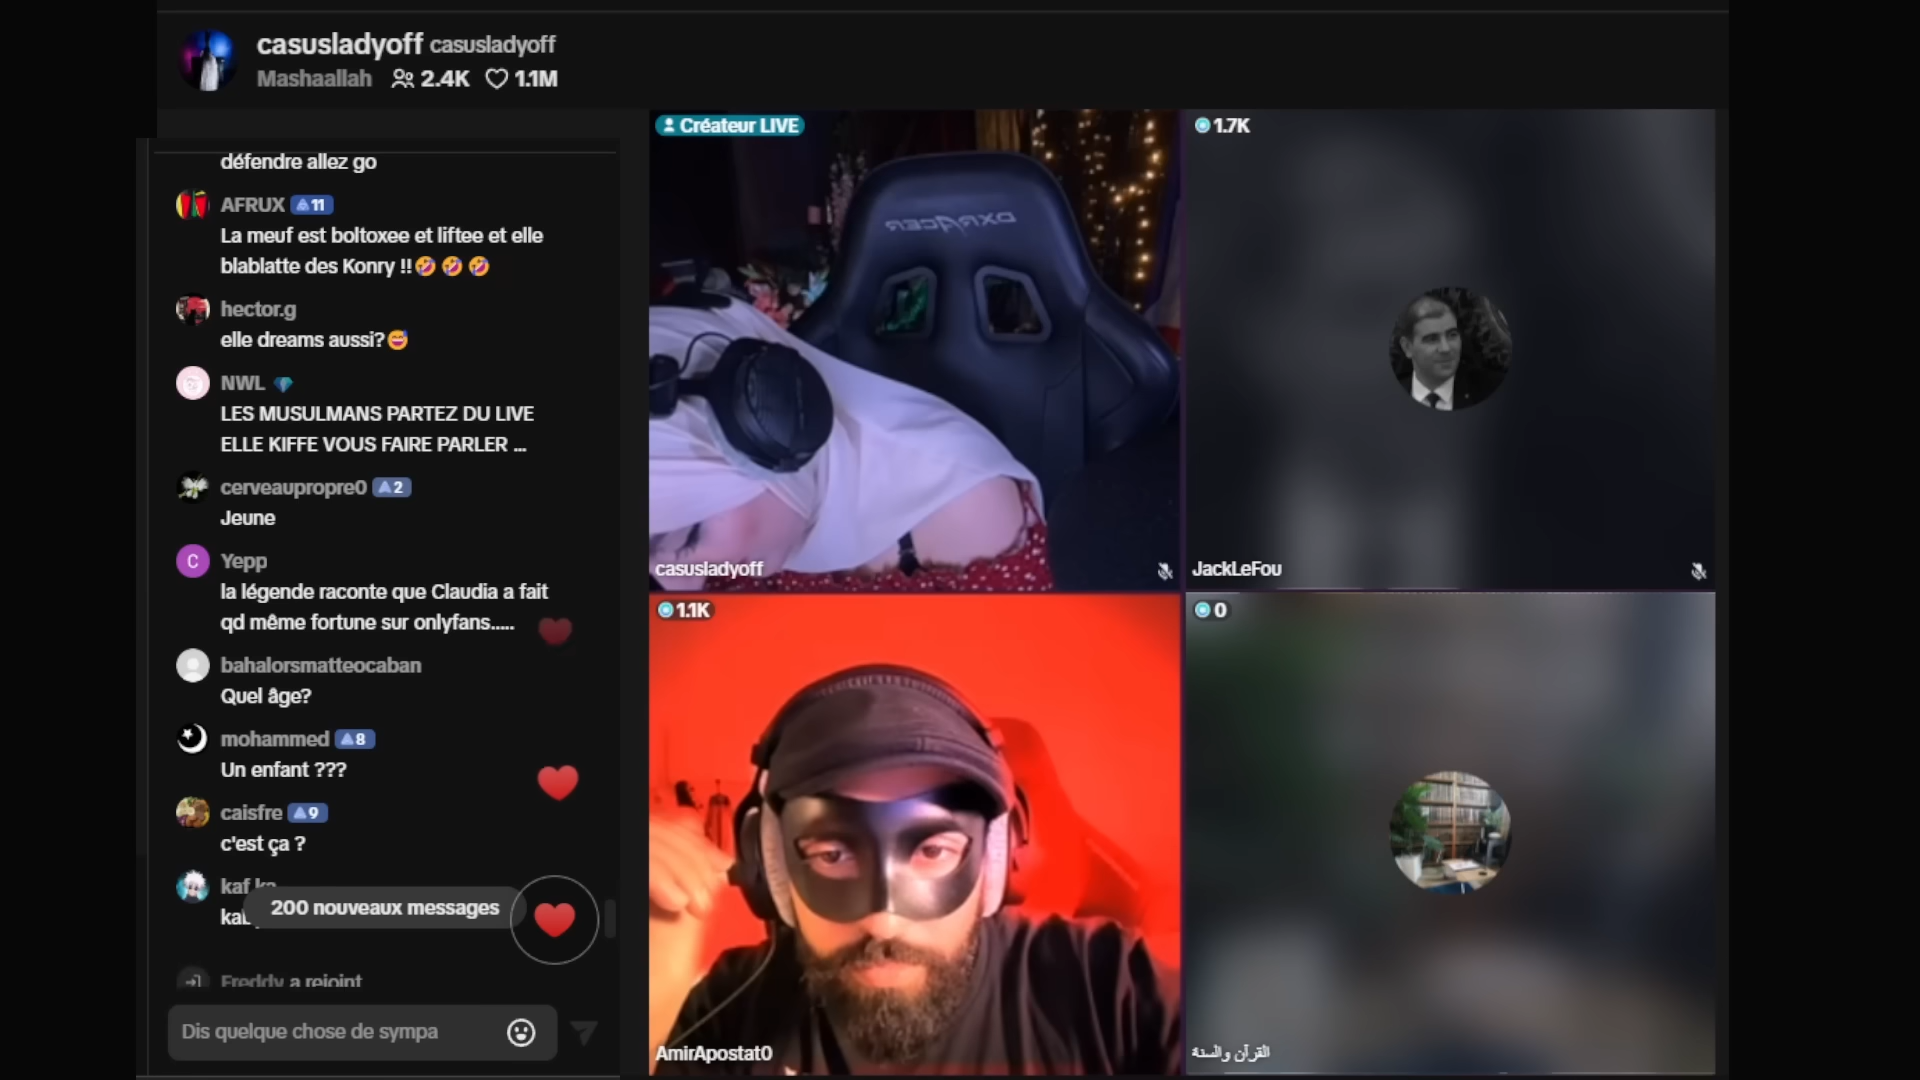 casusladyoff casusladyoff
Mashaallah 2.4K 1.1M
défendre allez go
AFRUX 11
La meuf est boltoxee et liftee et elle
blablatte des Konry !!🤣 🤣 🤣
hector.g
elle dreams aussi?😅
NWL 💎
LES MUSULMANS PARTEZ DU LIVE
ELLE KIFFE VOUS FAIRE PARLER ...
cerveaupropre0 2
Jeune
C Yepp
la légende raconte que Claudia a fait
qd même fortune sur onlyfans.....
bahalorsmatteocaban
Quel âge?
mohammed 8
Un enfant ???
caisfre 9
c'est ça ?
200 nouveaux messages
Freddy a rejoint
Dis quelque chose de sympa
Créateur LIVE
DXRACER
casusladyoff
1.7K
JackLeFou
1.1K
AmirApostat0
0
القرآن والسنة